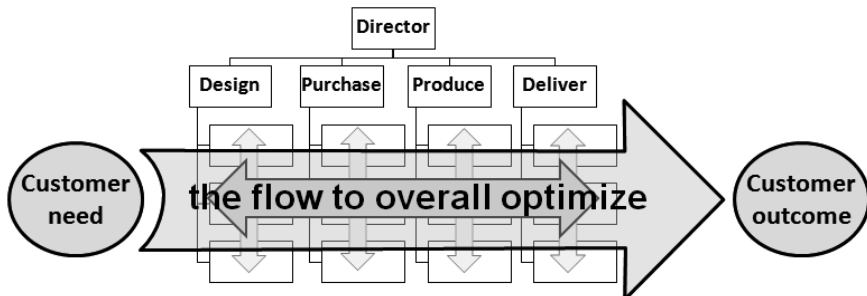 Director
Design
Purchase
Produce
Deliver
Customer
need
the flow to overall optimize
Customer
outcome